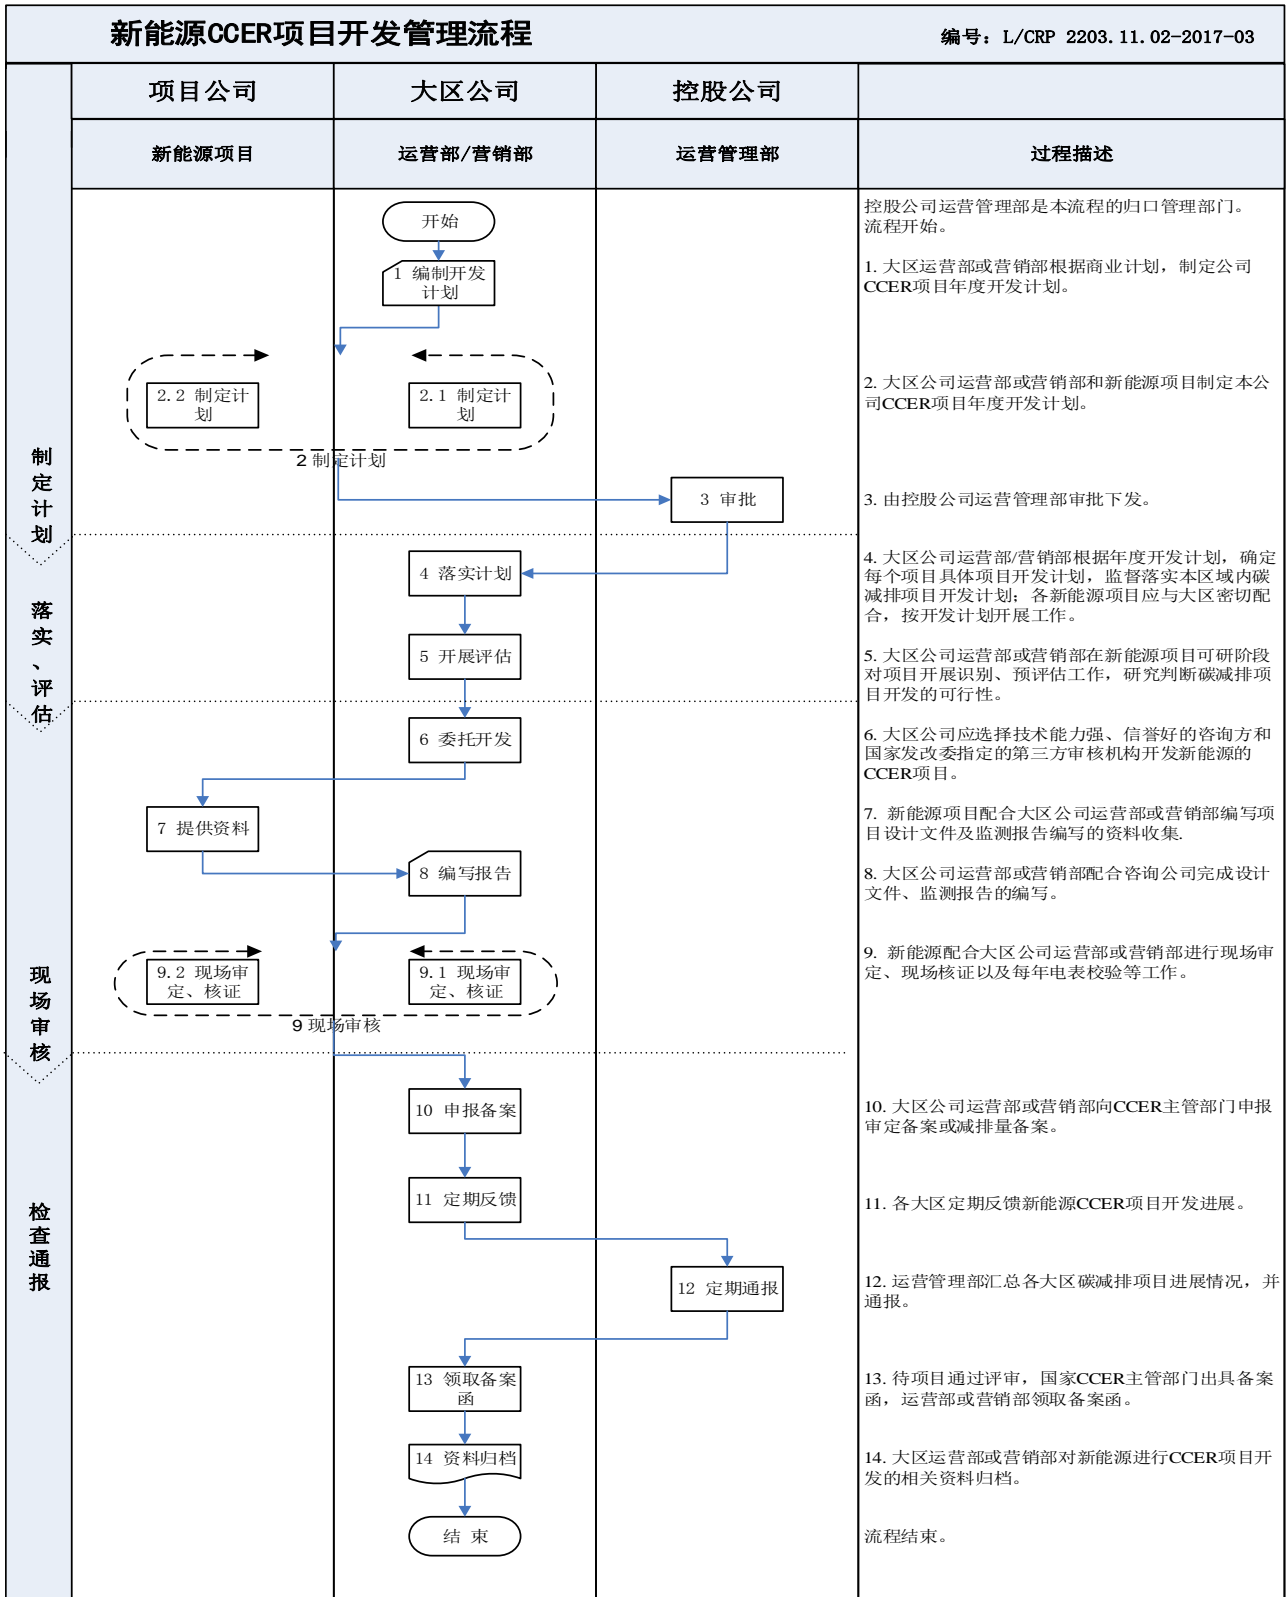 新能源CCER项目开发管理流程
编号：L/CRP 2203.11.02-2017-03
项目公司
大区公司
控股公司
新能源项目
运营部/营销部
运营管理部
过程描述
制
定
计
划
落
实
、
评
估
现
场
审
核
检
查
通
报
开始
1 编制开发
计划
2.2 制定计
划
2.1 制定计
划
2 制定计划
3 审批
4 落实计划
5 开展评估
6 委托开发
7 提供资料
8 编写报告
9.2 现场审
定、核证
9.1 现场审
定、核证
9 现场审核
10 申报备案
11 定期反馈
12 定期通报
13 领取备案
函
14 资料归档
结 束
控股公司运营管理部是本流程的归口管理部门。
流程开始。
1. 大区运营部或营销部根据商业计划，制定公司
CCER项目年度开发计划。
2. 大区公司运营部或营销部和新能源项目制定本公
司CCER项目年度开发计划。
3. 由控股公司运营管理部审批下发。
4. 大区公司运营部/营销部根据年度开发计划，确定
每个项目具体项目开发计划，监督落实本区域内碳
减排项目开发计划；各新能源项目应与大区密切配
合，按开发计划开展工作。
5. 大区公司运营部或营销部在新能源项目可研阶段
对项目开展识别、预评估工作，研究判断碳减排项
目开发的可行性。
6. 大区公司应选择技术能力强、信誉好的咨询方和
国家发改委指定的第三方审核机构开发新能源的
CCER项目。
7. 新能源项目配合大区公司运营部或营销部编写项
目设计文件及监测报告编写的资料收集.
8. 大区公司运营部或营销部配合咨询公司完成设计
文件、监测报告的编写。
9. 新能源配合大区公司运营部或营销部进行现场审
定、现场核证以及每年电表校验等工作。
10. 大区公司运营部或营销部向CCER主管部门申报
审定备案或减排量备案。
11. 各大区定期反馈新能源CCER项目开发进展。
12. 运营管理部汇总各大区碳减排项目进展情况，并
通报。
13. 待项目通过评审，国家CCER主管部门出具备案
函，运营部或营销部领取备案函。
14. 大区运营部或营销部对新能源进行CCER项目开
发的相关资料归档。
流程结束。